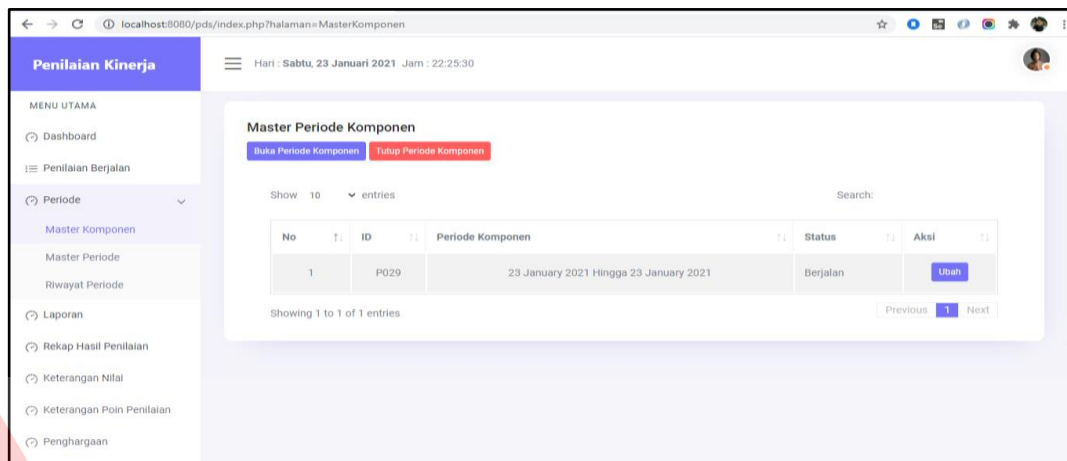 localhost:8080/pds/index.php?halaman=MasterKomponen
Penilaian Kinerja
Hari : Sabtu, 23 Januari 2021 Jam : 22:25:30
MENU UTAMA
Dashboard
Penilaian Berjalan
Periode
Master Komponen
Master Periode
Riwayat Periode
Laporan
Rekap Hasil Penilaian
Keterangan Nilai
Keterangan Poin Penilaian
Penghargaan
Master Periode Komponen
Buka Periode Komponen Tutup Periode Komponen
Show 10 entries Search:
No ID Periode Komponen Status Aksi
1 P029 23 January 2021 Hingga 23 January 2021 Berjalan Ubah
Showing 1 to 1 of 1 entries Previous 1 Next